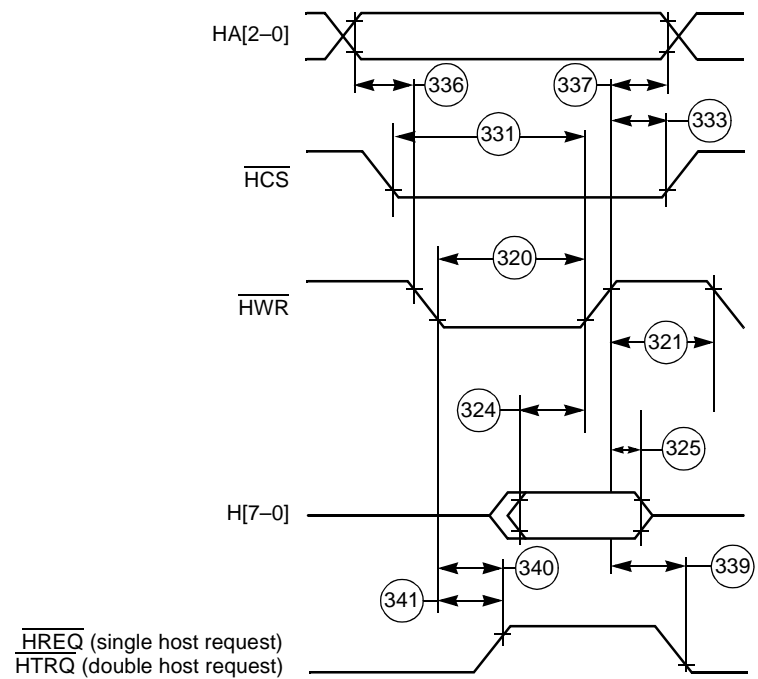 HA[2–0]
336
337
333
331
HCS
320
HWR
321
324
325
H[7–0]
340
339
341
HREQ (single host request)
HTRQ (double host request)